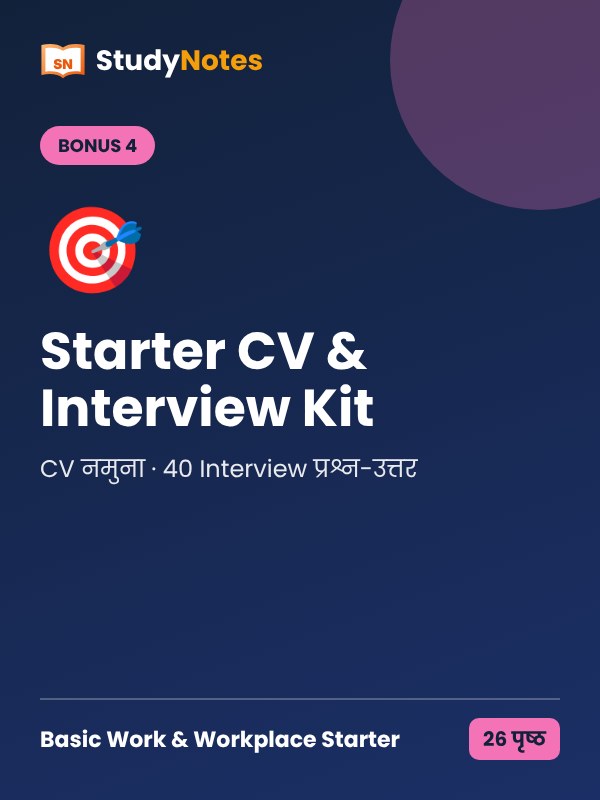 SN StudyNotes
BONUS 4
Starter CV &
Interview Kit
CV नमुना · 40 Interview प्रश्न-उत्तर
Basic Work & Workplace Starter
26 पृष्ठ